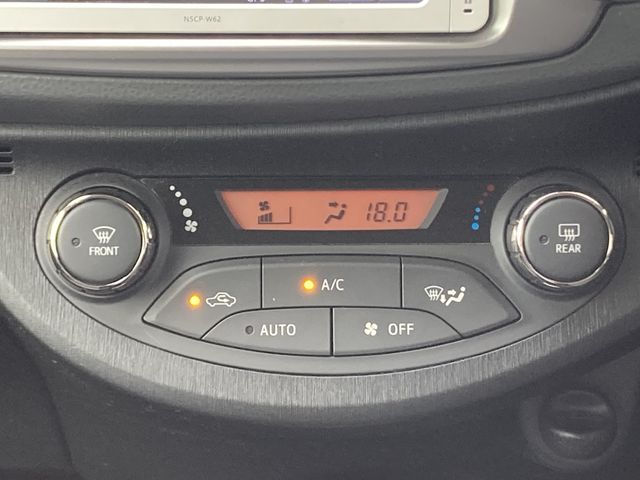 NSCP-W62
18.0
FRONT
REAR
A/C
AUTO
OFF